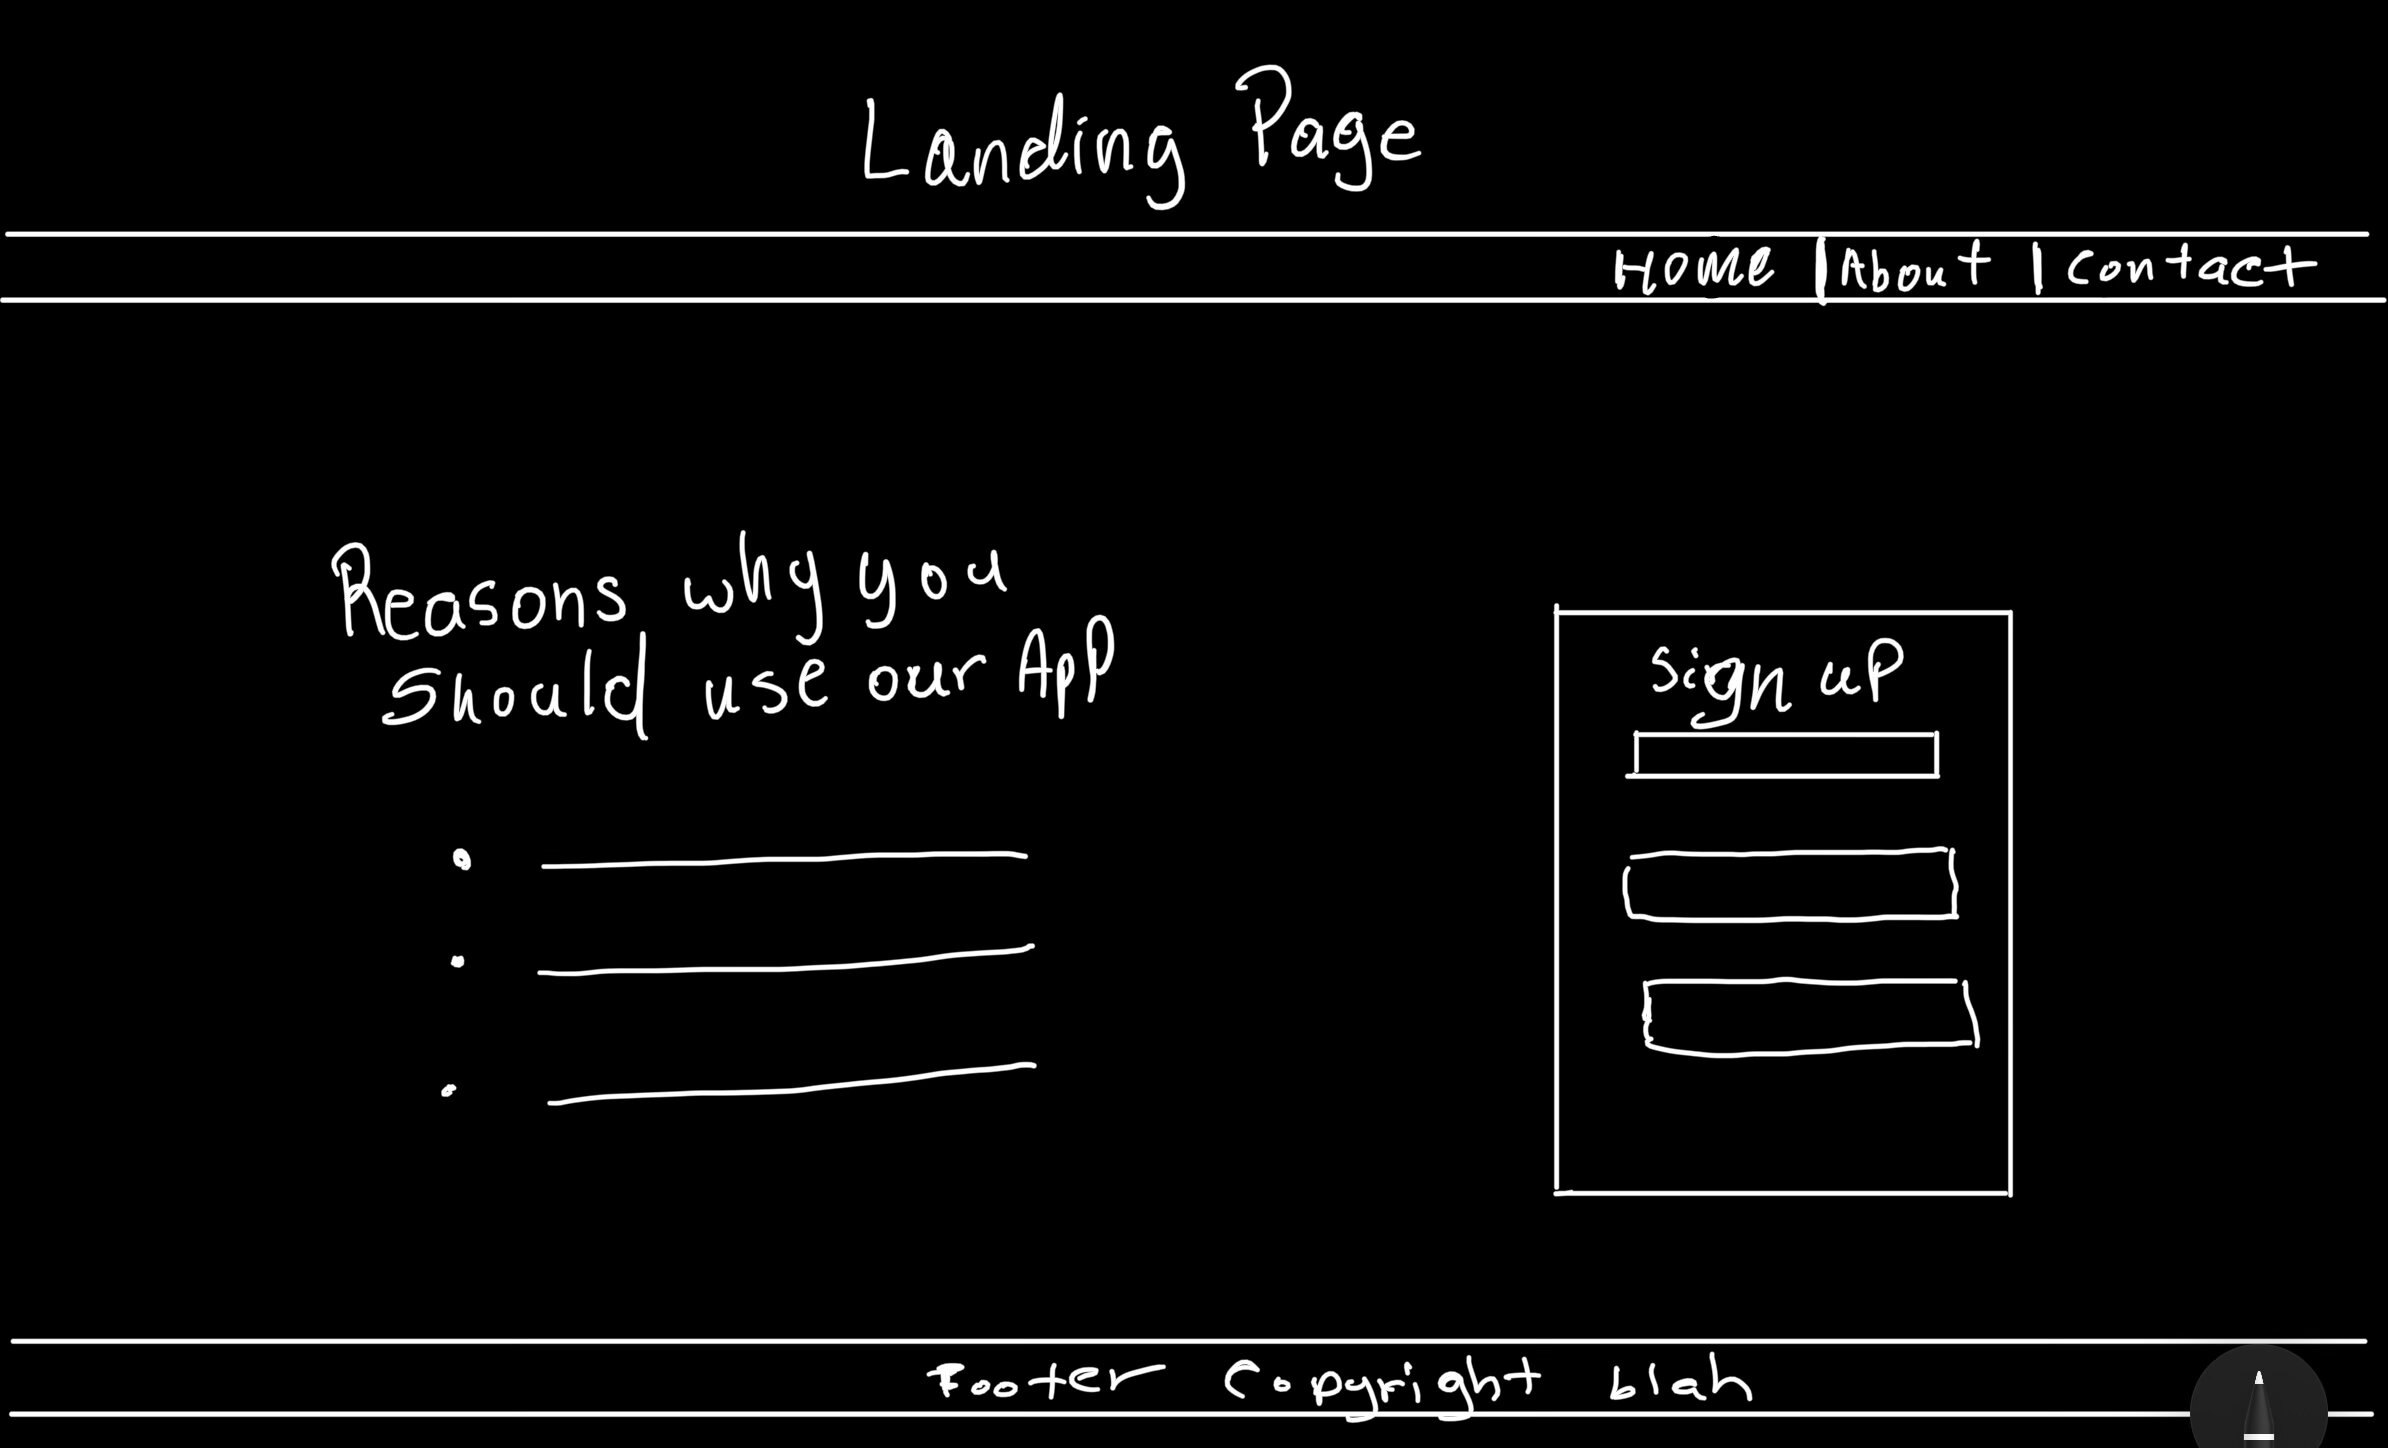 Landing Page
HOME | About | Contact
Reasons why you
Should use our App
Sign up
Footer Copyright blah